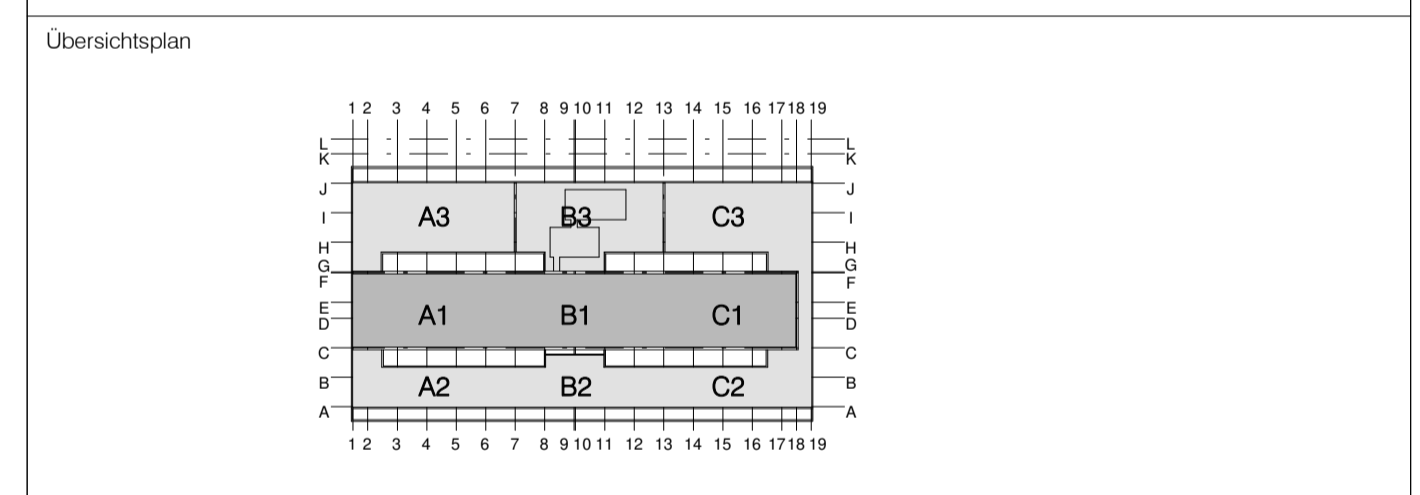 Übersichtsplan
1 2 3 4 5 6 7 8 9 10 11 12 13 14 15 16 17 18 19
L L
K K
J J
A3 B3 C3
I I
H H
G G
F F
E E
A1 B1 C1
D D
C C
B B
A2 B2 C2
A A
1 2 3 4 5 6 7 8 9 10 11 12 13 14 15 16 17 18 19